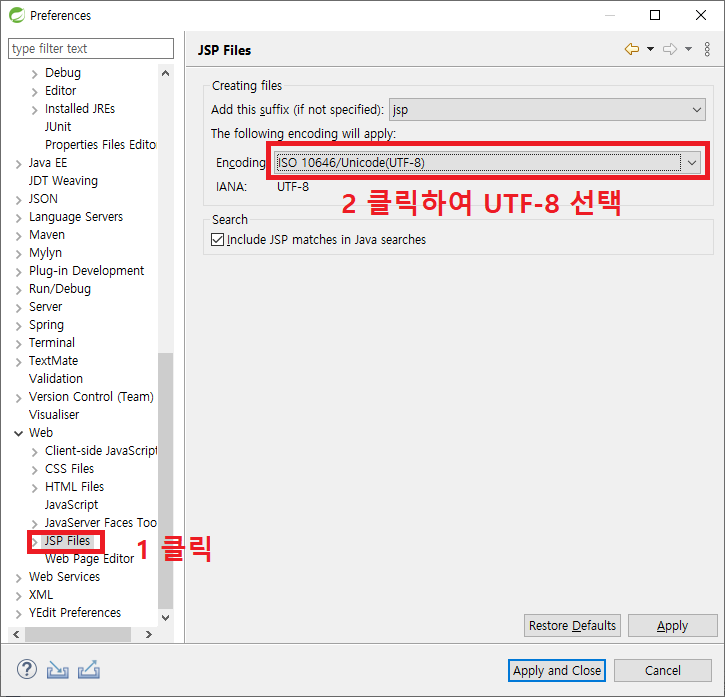 Preferences
type filter text
Debug
Editor
Installed JREs
JUnit
Properties Files Editor
Java EE
JDT Weaving
JSON
Language Servers
Maven
Mylyn
Plug-in Development
Run/Debug
Server
Spring
Terminal
TextMate
Validation
Version Control (Team)
Visualiser
Web
Client-side JavaScript
CSS Files
HTML Files
JavaScript
JavaServer Faces Too
JSP Files
Web Page Editor
Web Services
XML
YEdit Preferences
1 클릭
JSP Files
Creating files
Add this suffix (if not specified): jsp
The following encoding will apply:
Encoding ISO 10646/Unicode(UTF-8)
IANA: UTF-8
2 클릭하여 UTF-8 선택
Search
Include JSP matches in Java searches
Restore Defaults Apply
Apply and Close Cancel